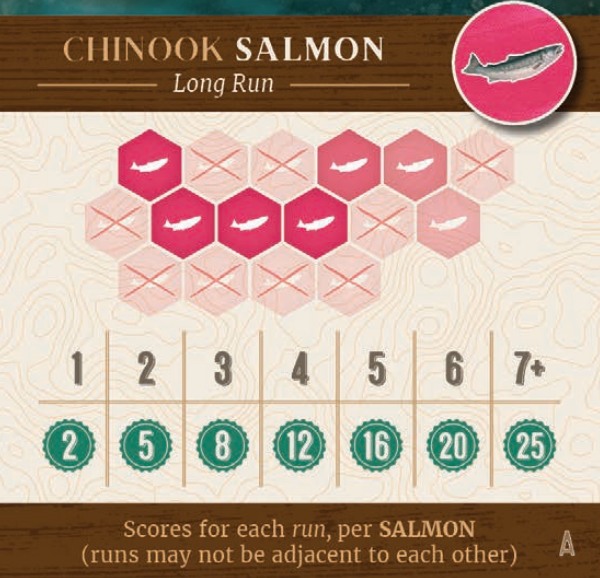 CHINOOK SALMON
Long Run
1 2 3 4 5 6 7+
2 5 8 12 16 20 25
Scores for each run, per SALMON
(runs may not be adjacent to each other)
A